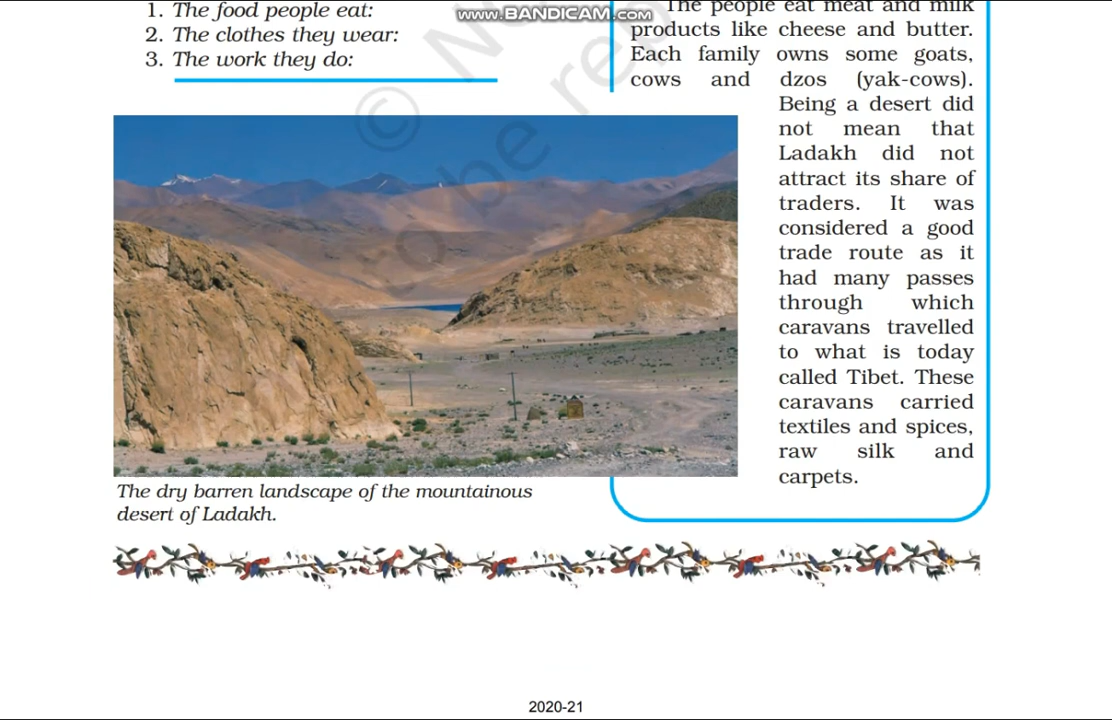 www.BANDICAM.com
1. The food people eat:
2. The clothes they wear:
3. The work they do:
The people eat meat and milk
products like cheese and butter.
Each family owns some goats,
cows and dzos (yak-cows).
Being a desert did
not mean that
Ladakh did not
attract its share of
traders. It was
considered a good
trade route as it
had many passes
through which
caravans travelled
to what is today
called Tibet. These
caravans carried
textiles and spices,
raw silk and
carpets.
The dry barren landscape of the mountainous
desert of Ladakh.
2020-21